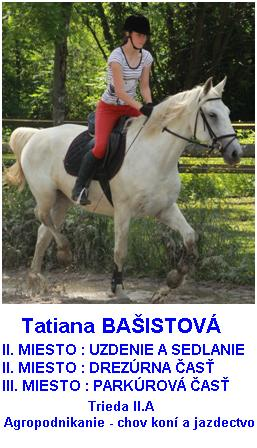 Tatiana BAŠISTOVÁ
II. MIESTO : UZDENIE A SEDLANIE
II. MIESTO : DREZÚRNA ČASŤ
III. MIESTO : PARKÚROVÁ ČASŤ
Trieda II.A
Agropodnikanie - chov koní a jazdectvo